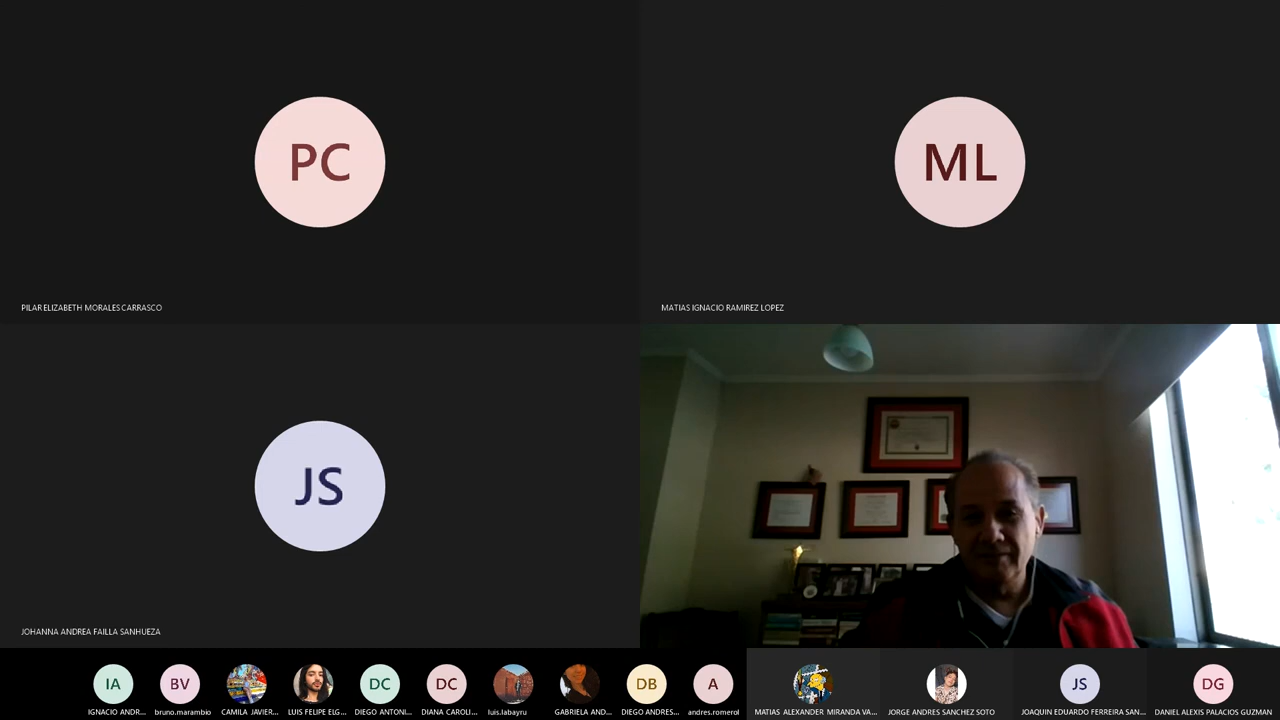 PC
ML
PILAR ELIZABETH MORALES CARRASCO
MATIAS IGNACIO RAMIREZ LOPEZ
JS
JOHANNA ANDREA FAILLA SANHUEZA
IA
BV
DC
DC
DB
A
JS
DG
IGNACIO ANDR...
bruno.marambio
CAMILA JAVIER...
LUIS FELIPE ELG...
DIEGO ANTONI...
DIANA CAROLI...
luis.labayru
GABRIELA AND...
DIEGO ANDRES...
andres.romerol
MATIAS ALEXANDER MIRANDA VA...
JORGE ANDRES SANCHEZ SOTO
JOAQUIN EDUARDO FERREIRA SAN...
DANIEL ALEXIS PALACIOS GUZMAN